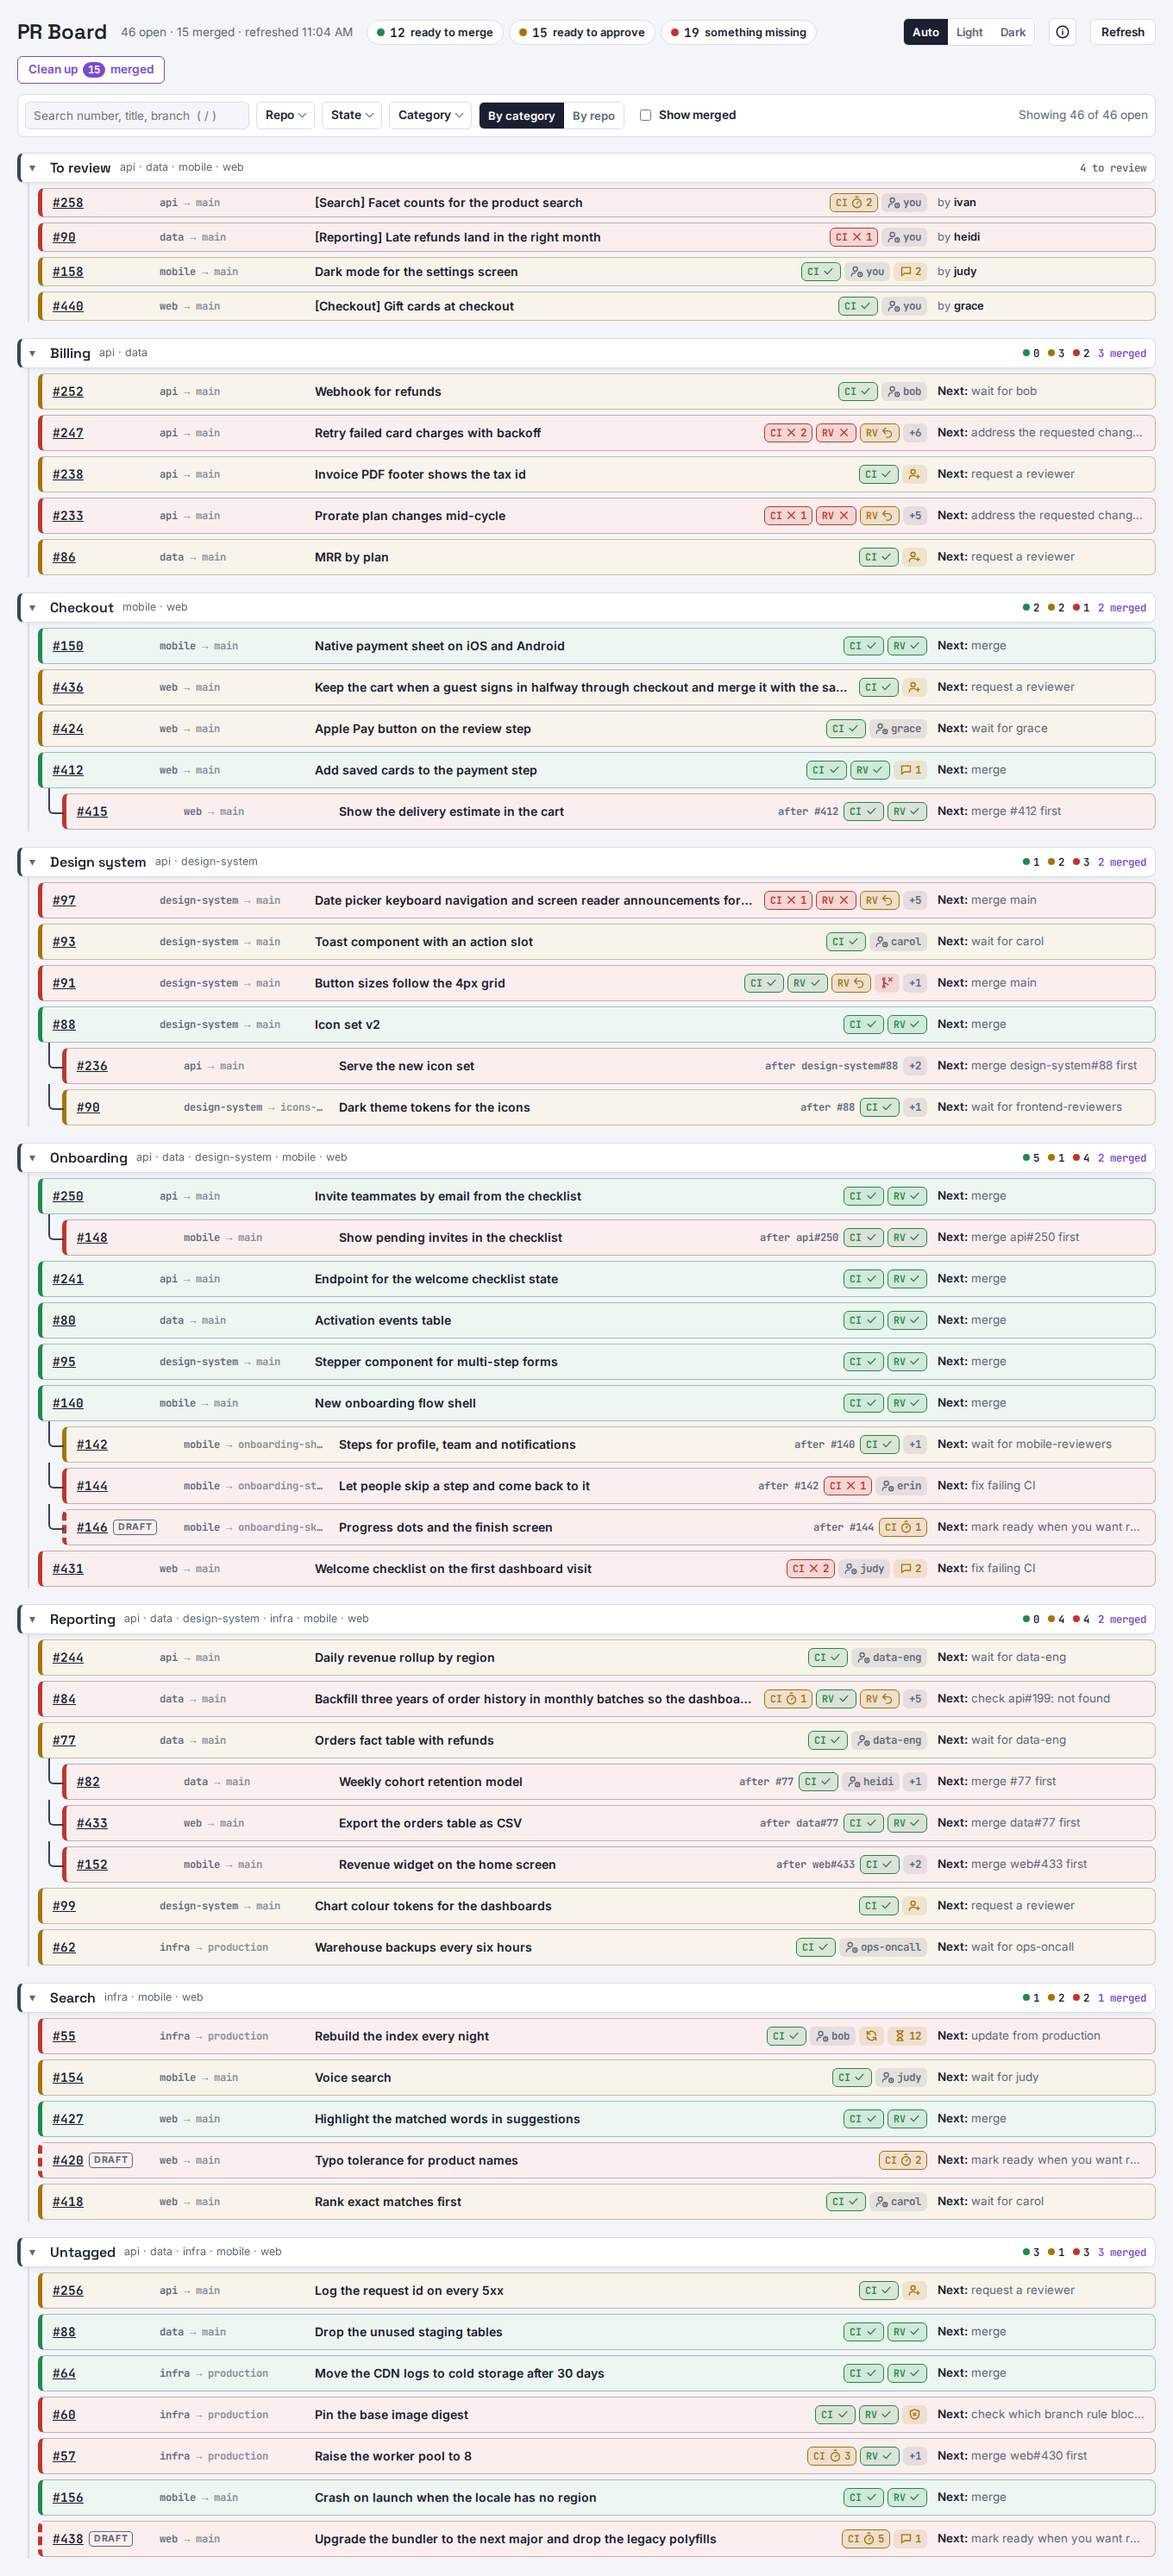 PR Board 46 open · 15 merged · refreshed 11:04 AM 12 ready to merge 15 ready to approve 19 something missing Auto Light Dark Refresh
Clean up 15 merged
Search number, title, branch ( / ) Repo State Category By category By repo Show merged Showing 46 of 46 open
To review api · data · mobile · web 4 to review
#258 api → main [Search] Facet counts for the product search CI 2 you by ivan
#90 data → main [Reporting] Late refunds land in the right month CI 1 you by heidi
#158 mobile → main Dark mode for the settings screen CI you 2 by judy
#440 web → main [Checkout] Gift cards at checkout CI you by grace
Billing api · data 0 3 2 3 merged
#252 api → main Webhook for refunds CI bob Next: wait for bob
#247 api → main Retry failed card charges with backoff CI 2 RV RV +6 Next: address the requested chang…
#238 api → main Invoice PDF footer shows the tax id CI Next: request a reviewer
#233 api → main Prorate plan changes mid-cycle CI 1 RV RV +5 Next: address the requested chang…
#86 data → main MRR by plan CI Next: request a reviewer
Checkout mobile · web 2 2 1 2 merged
#150 mobile → main Native payment sheet on iOS and Android CI RV Next: merge
#436 web → main Keep the cart when a guest signs in halfway through checkout and merge it with the sa… CI Next: request a reviewer
#424 web → main Apple Pay button on the review step CI grace Next: wait for grace
#412 web → main Add saved cards to the payment step CI RV 1 Next: merge
#415 web → main Show the delivery estimate in the cart after #412 CI RV Next: merge #412 first
Design system api · design-system 1 2 3 2 merged
#97 design-system → main Date picker keyboard navigation and screen reader announcements for… CI 1 RV RV +5 Next: merge main
#93 design-system → main Toast component with an action slot CI carol Next: wait for carol
#91 design-system → main Button sizes follow the 4px grid CI RV RV +1 Next: merge main
#88 design-system → main Icon set v2 CI RV Next: merge
#236 api → main Serve the new icon set after design-system#88 +2 Next: merge design-system#88 first
#90 design-system → icons-… Dark theme tokens for the icons after #88 CI +1 Next: wait for frontend-reviewers
Onboarding api · data · design-system · mobile · web 5 1 4 2 merged
#250 api → main Invite teammates by email from the checklist CI RV Next: merge
#148 mobile → main Show pending invites in the checklist after api#250 CI RV Next: merge api#250 first
#241 api → main Endpoint for the welcome checklist state CI RV Next: merge
#80 data → main Activation events table CI RV Next: merge
#95 design-system → main Stepper component for multi-step forms CI RV Next: merge
#140 mobile → main New onboarding flow shell CI RV Next: merge
#142 mobile → onboarding-sh… Steps for profile, team and notifications after #140 CI +1 Next: wait for mobile-reviewers
#144 mobile → onboarding-st… Let people skip a step and come back to it after #142 CI 1 erin Next: fix failing CI
#146 DRAFT mobile → onboarding-sk… Progress dots and the finish screen after #144 CI 1 Next: mark ready when you want r…
#431 web → main Welcome checklist on the first dashboard visit CI 2 judy 2 Next: fix failing CI
Reporting api · data · design-system · infra · mobile · web 0 4 4 2 merged
#244 api → main Daily revenue rollup by region CI data-eng Next: wait for data-eng
#84 data → main Backfill three years of order history in monthly batches so the dashboa… CI 1 RV RV +5 Next: check api#199: not found
#77 data → main Orders fact table with refunds CI data-eng Next: wait for data-eng
#82 data → main Weekly cohort retention model after #77 CI heidi +1 Next: merge #77 first
#433 web → main Export the orders table as CSV after data#77 CI RV Next: merge data#77 first
#152 mobile → main Revenue widget on the home screen after web#433 CI +2 Next: merge web#433 first
#99 design-system → main Chart colour tokens for the dashboards CI Next: request a reviewer
#62 infra → production Warehouse backups every six hours CI ops-oncall Next: wait for ops-oncall
Search infra · mobile · web 1 2 2 1 merged
#55 infra → production Rebuild the index every night CI bob 12 Next: update from production
#154 mobile → main Voice search CI judy Next: wait for judy
#427 web → main Highlight the matched words in suggestions CI RV Next: merge
#420 DRAFT web → main Typo tolerance for product names CI 2 Next: mark ready when you want r…
#418 web → main Rank exact matches first CI carol Next: wait for carol
Untagged api · data · infra · mobile · web 3 1 3 3 merged
#256 api → main Log the request id on every 5xx CI Next: request a reviewer
#88 data → main Drop the unused staging tables CI RV Next: merge
#64 infra → production Move the CDN logs to cold storage after 30 days CI RV Next: merge
#60 infra → production Pin the base image digest CI RV Next: check which branch rule bloc…
#57 infra → production Raise the worker pool to 8 CI 3 RV +1 Next: merge web#430 first
#156 mobile → main Crash on launch when the locale has no region CI RV Next: merge
#438 DRAFT web → main Upgrade the bundler to the next major and drop the legacy polyfills CI 5 1 Next: mark ready when you want r…